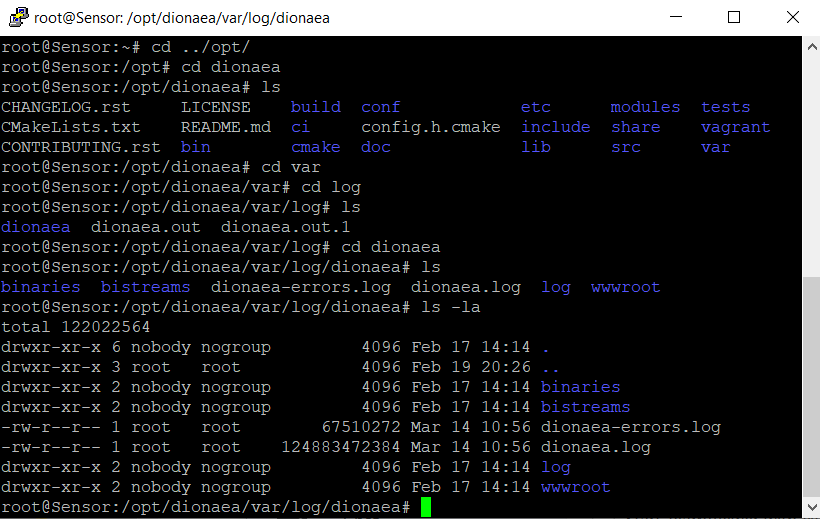 root@Sensor: /opt/dionaea/var/log/dionaea
root@Sensor:~# cd ../opt/
root@Sensor:/opt# cd dionaea
root@Sensor:/opt/dionaea# ls
CHANGELOG.rst     LICENSE    build  conf            etc      modules  tests
CMakeLists.txt    README.md  ci     config.h.cmake  include  share    vagrant
CONTRIBUTING.rst  bin        cmake  doc             lib      src      var
root@Sensor:/opt/dionaea# cd var
root@Sensor:/opt/dionaea/var# cd log
root@Sensor:/opt/dionaea/var/log# ls
dionaea  dionaea.out  dionaea.out.1
root@Sensor:/opt/dionaea/var/log# cd dionaea
root@Sensor:/opt/dionaea/var/log/dionaea# ls
binaries  bistreams  dionaea-errors.log  dionaea.log  log  wwwroot
root@Sensor:/opt/dionaea/var/log/dionaea# ls -la
total 122022564
drwxr-xr-x 6 nobody nogroup         4096 Feb 17 14:14 .
drwxr-xr-x 3 root   root            4096 Feb 19 20:26 ..
drwxr-xr-x 2 nobody nogroup         4096 Feb 17 14:14 binaries
drwxr-xr-x 2 nobody nogroup         4096 Feb 17 14:14 bistreams
-rw-r--r-- 1 root   root        67510272 Mar 14 10:56 dionaea-errors.log
-rw-r--r-- 1 root   root    124883472384 Mar 14 10:56 dionaea.log
drwxr-xr-x 2 nobody nogroup         4096 Feb 17 14:14 log
drwxr-xr-x 2 nobody nogroup         4096 Feb 17 14:14 wwwroot
root@Sensor:/opt/dionaea/var/log/dionaea#